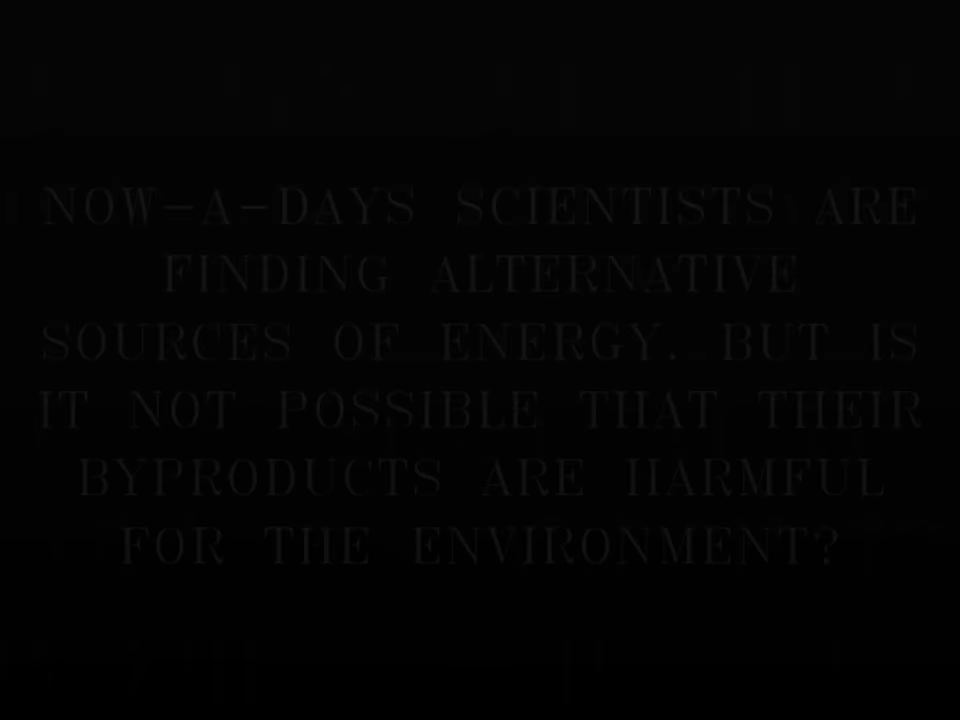 NOW-A-DAYS SCIENTISTS ARE
FINDING ALTERNATIVE
SOURCES OF ENERGY. BUT IS
IT NOT POSSIBLE THAT THEIR
BYPRODUCTS ARE HARMFUL
FOR THE ENVIRONMENT?